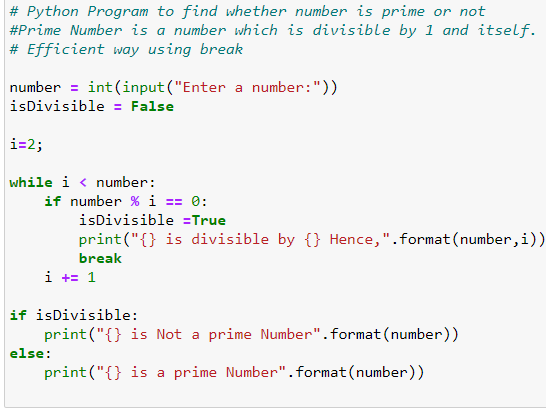 # Python Program to find whether number is prime or not
#Prime Number is a number which is divisible by 1 and itself.
# Efficient way using break

number = int(input("Enter a number:"))
isDivisible = False

i=2;

while i < number:
    if number % i == 0:
        isDivisible =True
        print("{} is divisible by {} Hence,".format(number,i))
        break
    i += 1

if isDivisible:
    print("{} is Not a prime Number".format(number))
else:
    print("{} is a prime Number".format(number))